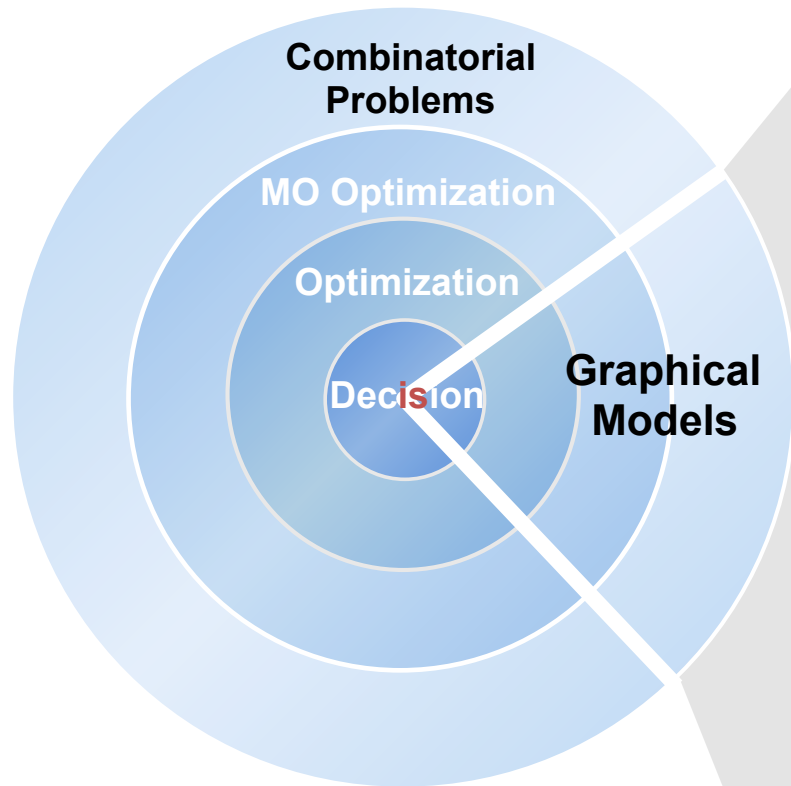 Combinatorial
Problems
MO Optimization
Optimization
Decision
Graphical
Models